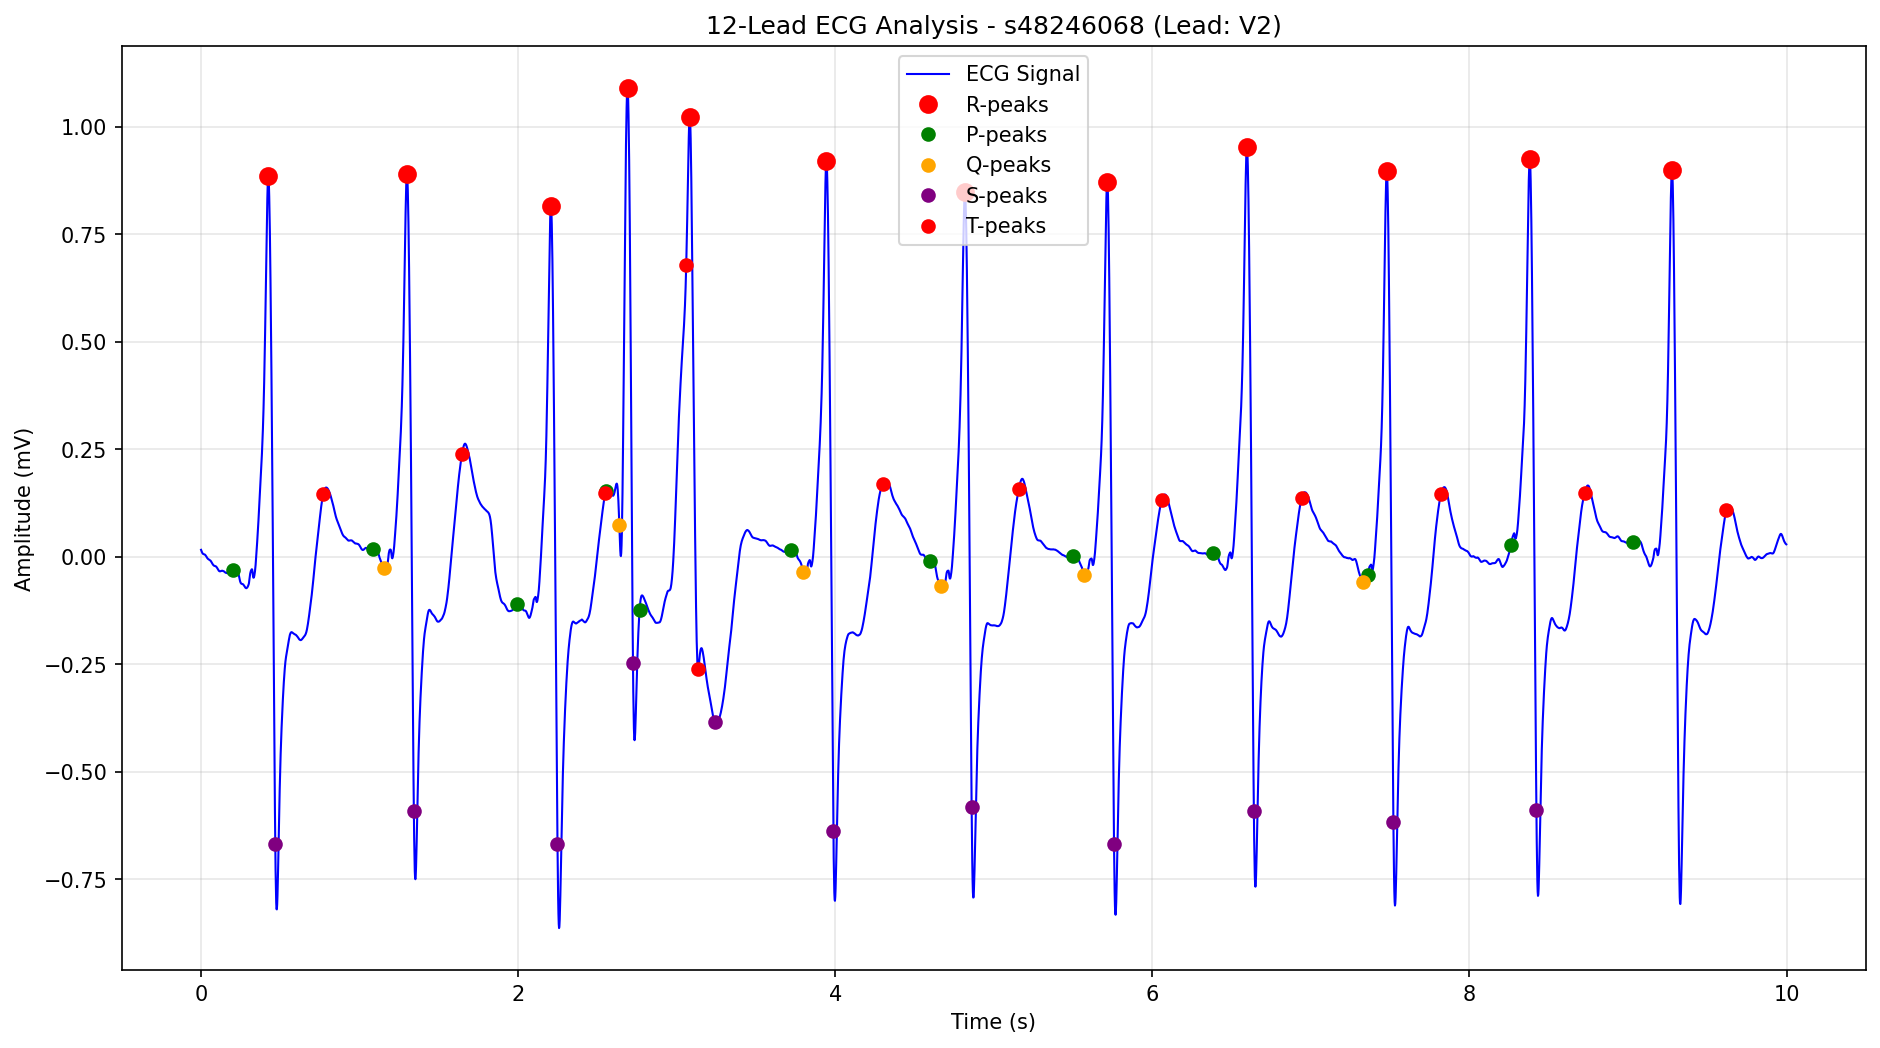 12-Lead ECG Analysis - s48246068 (Lead: V2)
ECG Signal
R-peaks
P-peaks
Q-peaks
S-peaks
T-peaks
1.00
0.75
0.50
0.25
0.00
−0.25
−0.50
−0.75
Amplitude (mV)
0 2 4 6 8 10
Time (s)